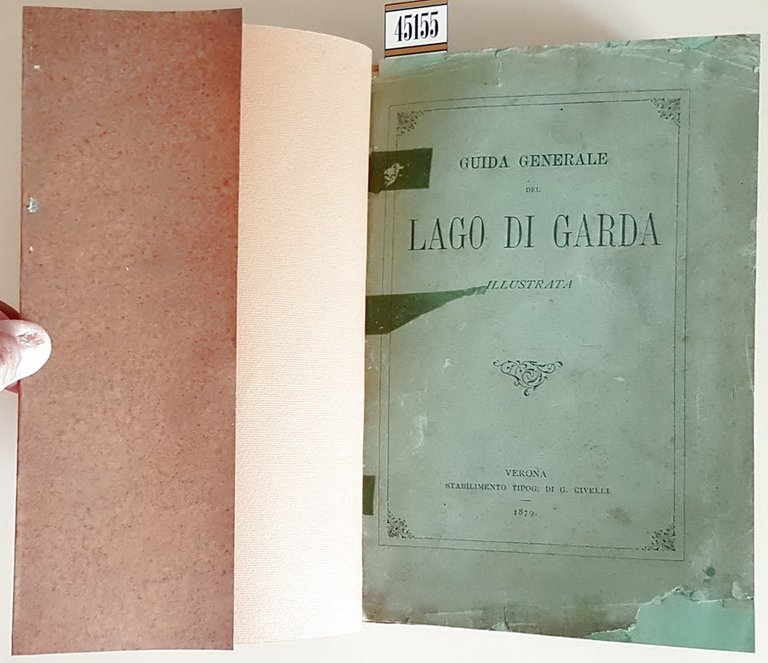 45155
GUIDA GENERALE
DEL
LAGO DI GARDA
ILLUSTRATA
VERONA
STABILIMENTO TIPOG. DI G. CIVELLI
1879.